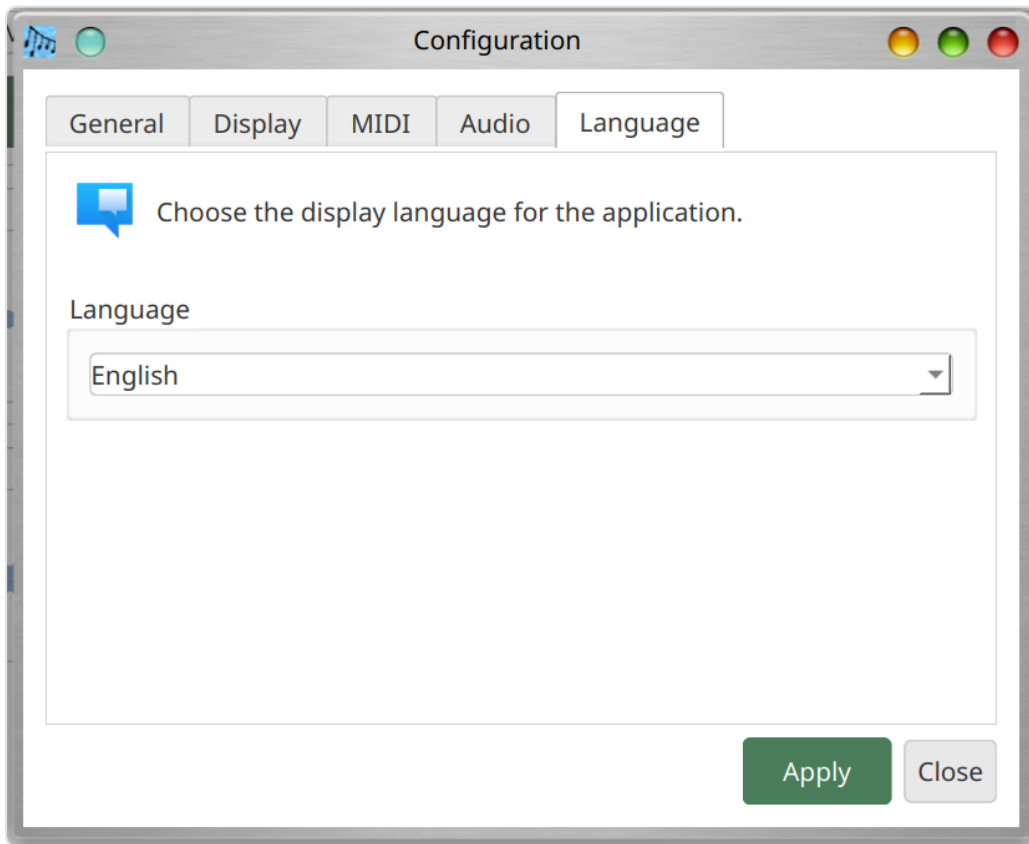 Configuration
General Display MIDI Audio Language
Choose the display language for the application.
Language
English
Apply Close